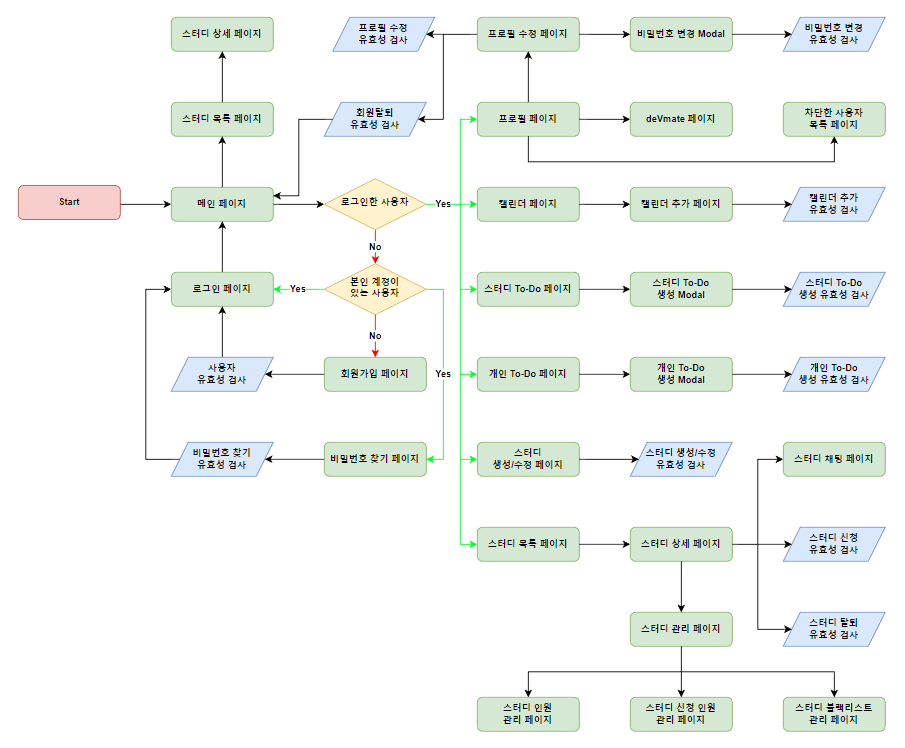 스터디 상세 페이지
프로필 수정
유효성 검사
프로필 수정 페이지
비밀번호 변경 Modal
비밀번호 변경
유효성 검사
스터디 목록 페이지
회원탈퇴
유효성 검사
프로필 페이지
deVmate 페이지
차단한 사용자
목록 페이지
Start
메인 페이지
로그인한 사용자
Yes
캘린더 페이지
캘린더 추가 페이지
캘린더 추가
유효성 검사
No
로그인 페이지
Yes
본인 계정이
있는 사용자
스터디 To-Do 페이지
스터디 To-Do
생성 Modal
스터디 To-Do
생성 유효성 검사
No
사용자
유효성 검사
회원가입 페이지
Yes
개인 To-Do 페이지
개인 To-Do
생성 Modal
개인 To-Do
생성 유효성 검사
비밀번호 찾기
유효성 검사
비밀번호 찾기 페이지
스터디
생성/수정 페이지
스터디 생성/수정
유효성 검사
스터디 채팅 페이지
스터디 목록 페이지
스터디 상세 페이지
스터디 신청
유효성 검사
스터디 관리 페이지
스터디 탈퇴
유효성 검사
스터디 인원
관리 페이지
스터디 신청 인원
관리 페이지
스터디 블랙리스트
관리 페이지